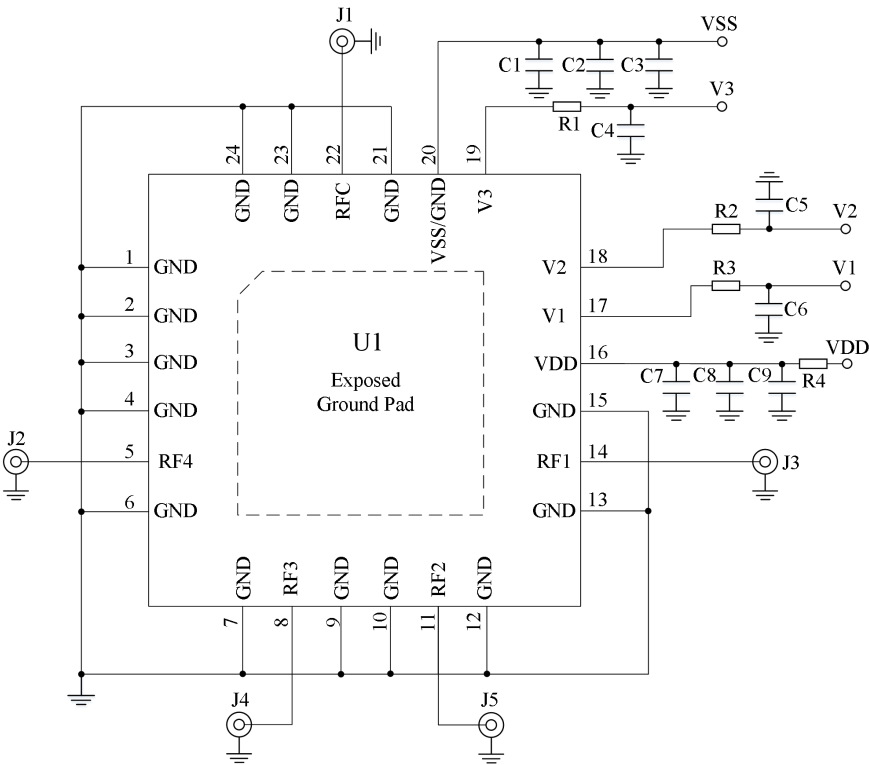 J1
VSS
C1 C2 C3
V3
R1
C4
24 23 22 21 20 19
GND GND RFC GND VSS/GND V3
R2 C5 V2
1 GND
V2 18
R3 V1
2 GND
V1 17
C6
U1
Exposed
Ground Pad
3 GND
VDD 16
C7 C8 C9 R4 VDD
4 GND
GND 15
J2
5 RF4
RF1 14
J3
6 GND
GND 13
GND RF3 GND GND RF2 GND
7 8 9 10 11 12
J4 J5